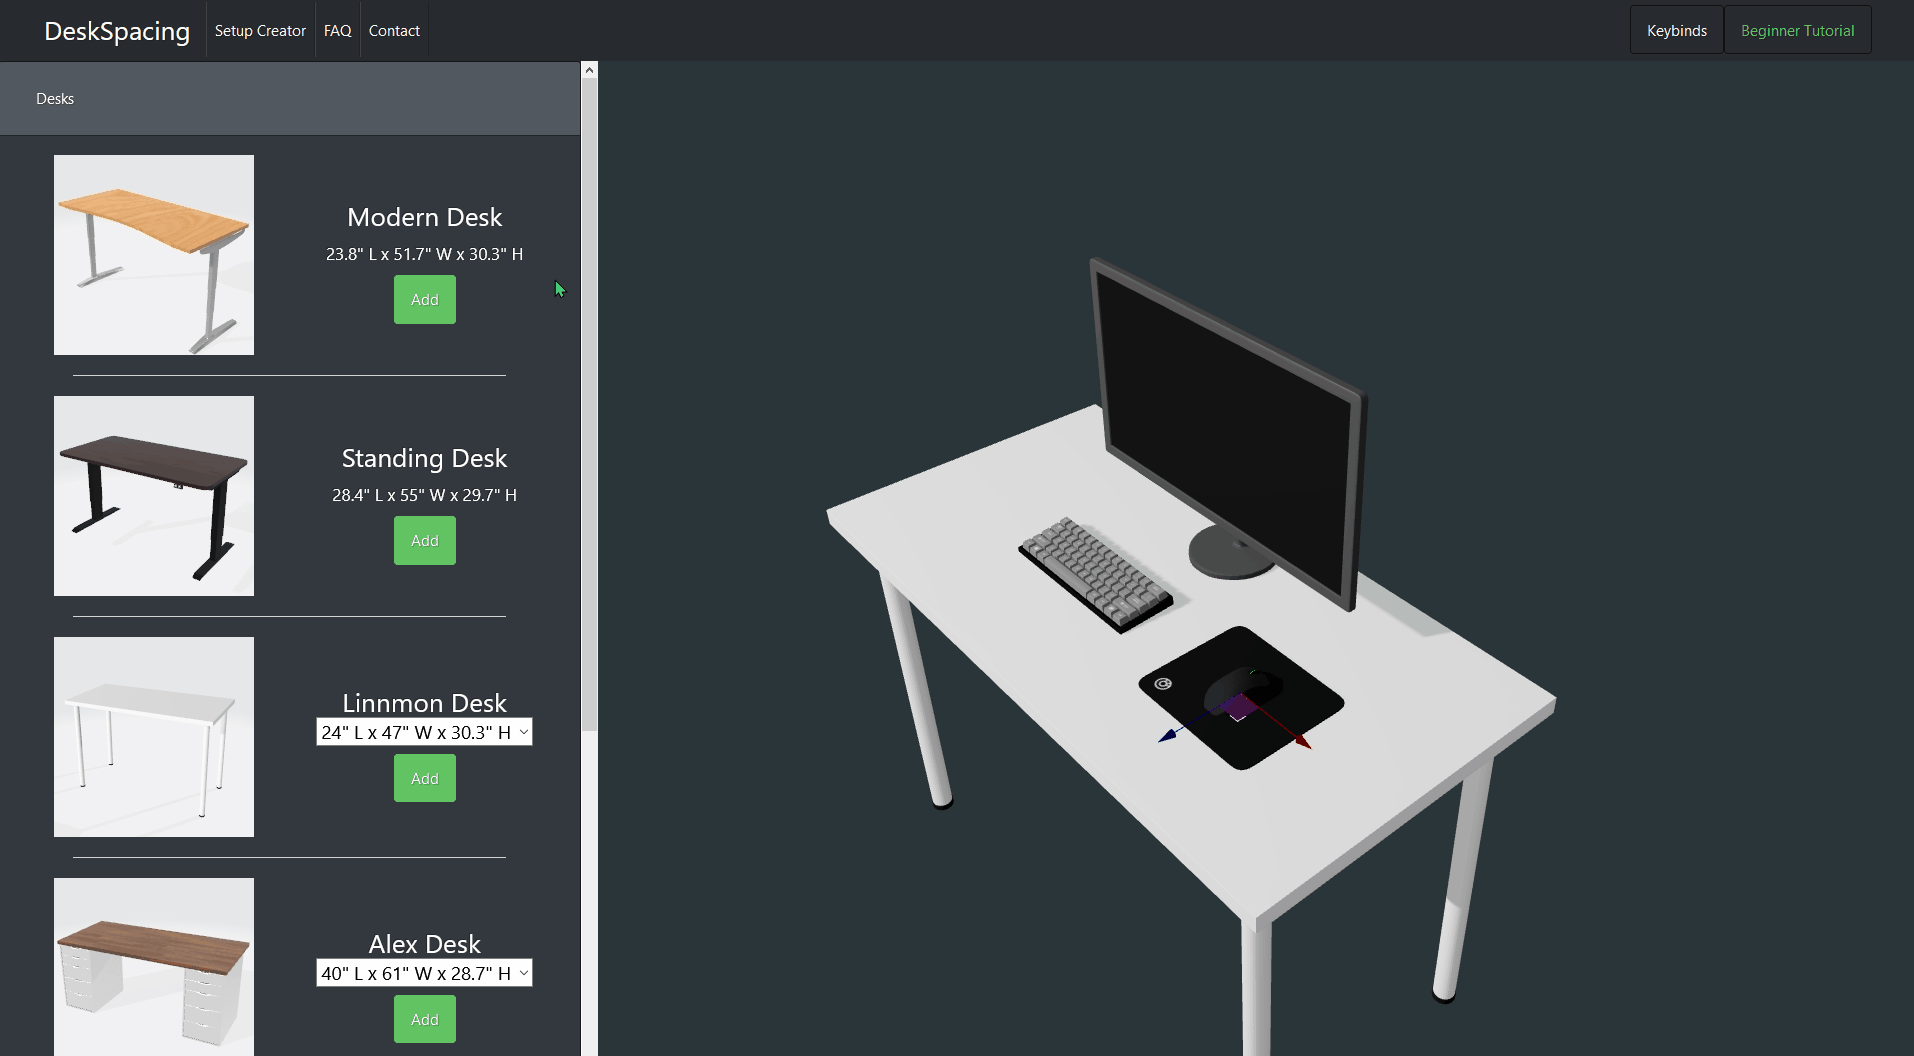 DeskSpacing
Setup Creator
FAQ
Contact
Keybinds
Beginner Tutorial
Desks
Modern Desk
23.8" L x 51.7" W x 30.3" H
Add
Standing Desk
28.4" L x 55" W x 29.7" H
Add
Linnmon Desk
24" L x 47" W x 30.3" H
Add
Alex Desk
40" L x 61" W x 28.7" H
Add